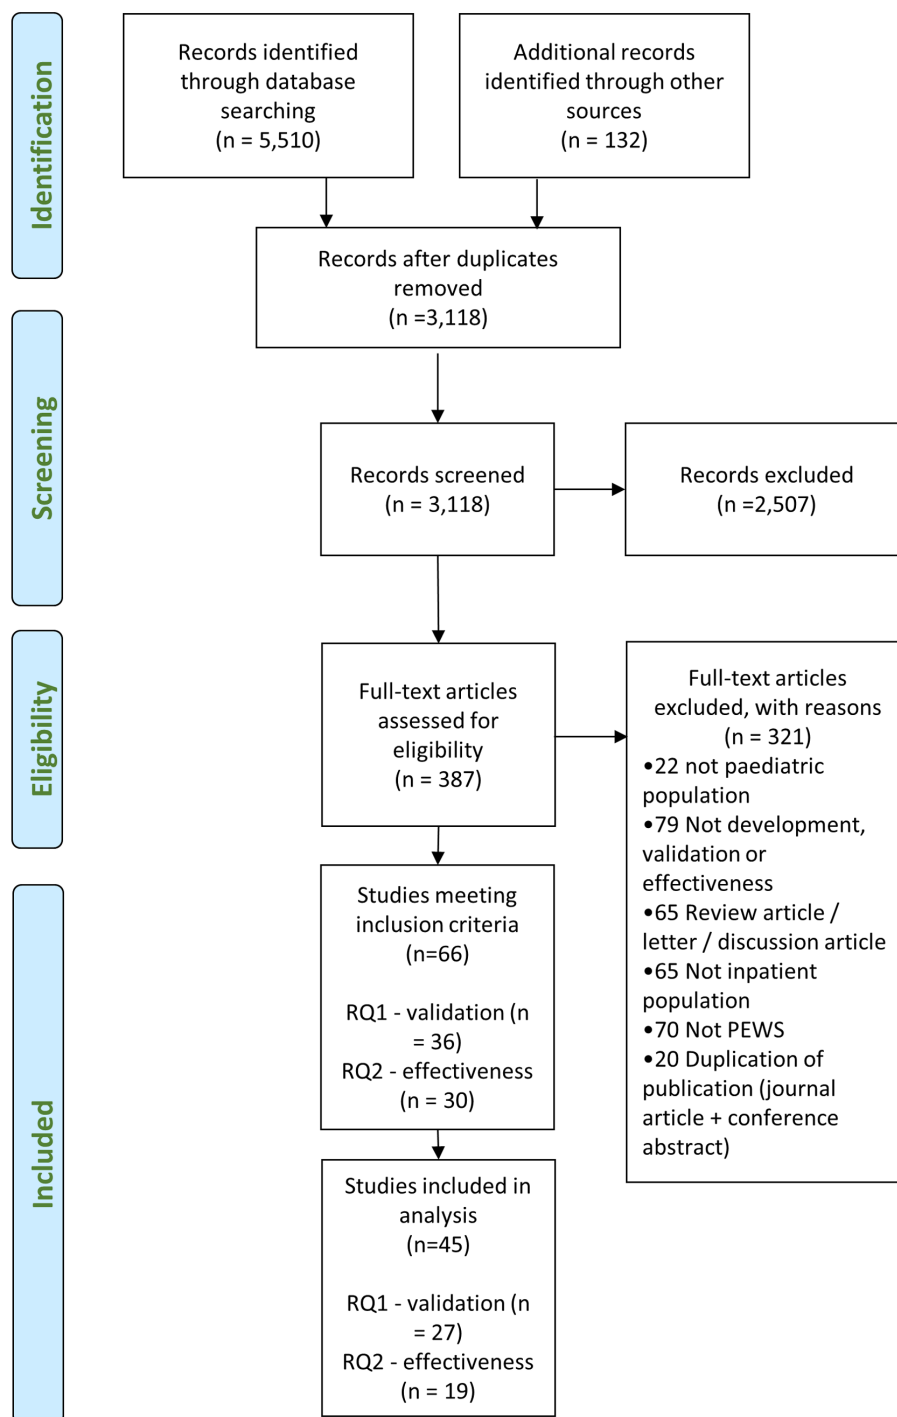 Identification
Records identified
through database
searching
(n = 5,510)
Additional records
identified through other
sources
(n = 132)
Records after duplicates
removed
(n =3,118)
Screening
Records screened
(n = 3,118)
Records excluded
(n =2,507)
Eligibility
Full-text articles
assessed for
eligibility
(n = 387)
Full-text articles
excluded, with reasons
(n = 321)
•22 not paediatric
population
•79 Not development,
validation or
effectiveness
•65 Review article /
letter / discussion article
•65 Not inpatient
population
•70 Not PEWS
•20 Duplication of
publication (journal
article + conference
abstract)
Included
Studies meeting
inclusion criteria
(n=66)
RQ1 - validation (n
= 36)
RQ2 - effectiveness
(n = 30)
Studies included in
analysis
(n=45)
RQ1 - validation (n
= 27)
RQ2 - effectiveness
(n = 19)